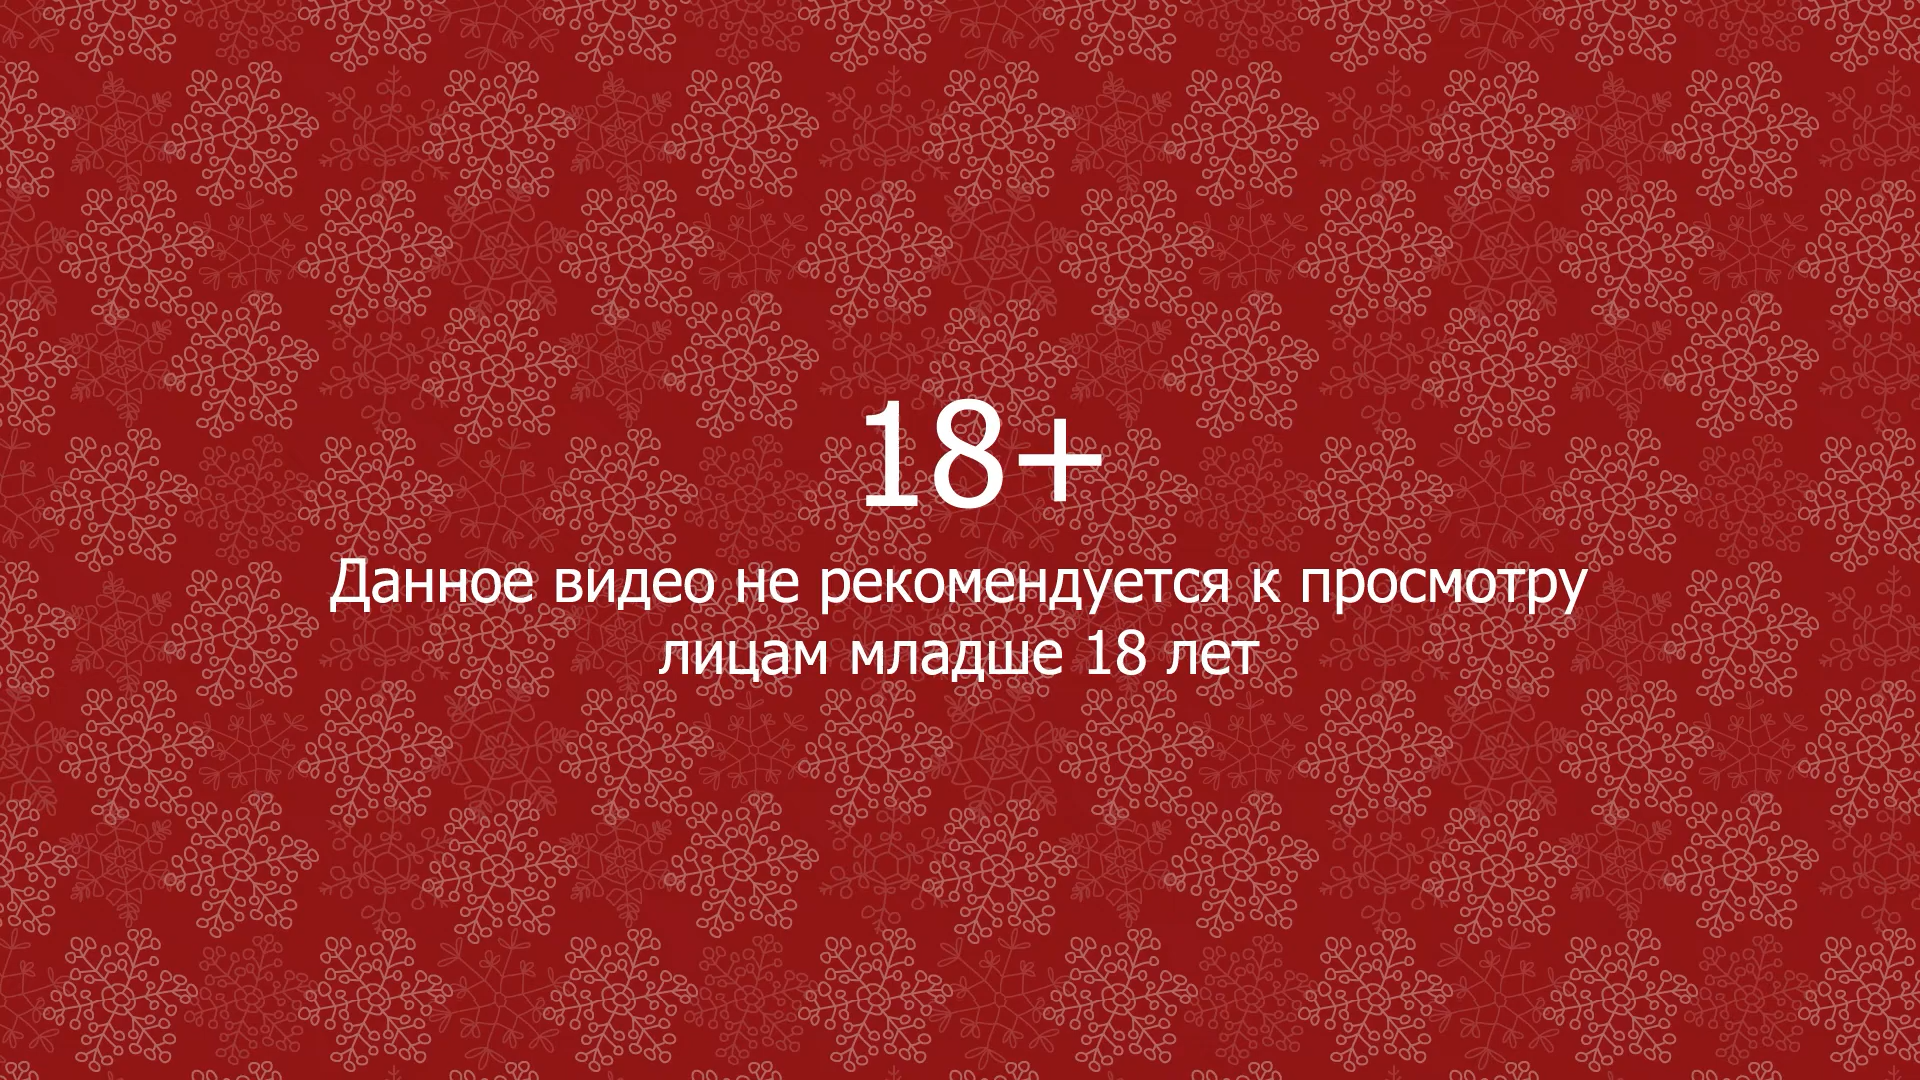 18+
Данное видео не рекомендуется к просмотру
лицам младше 18 лет